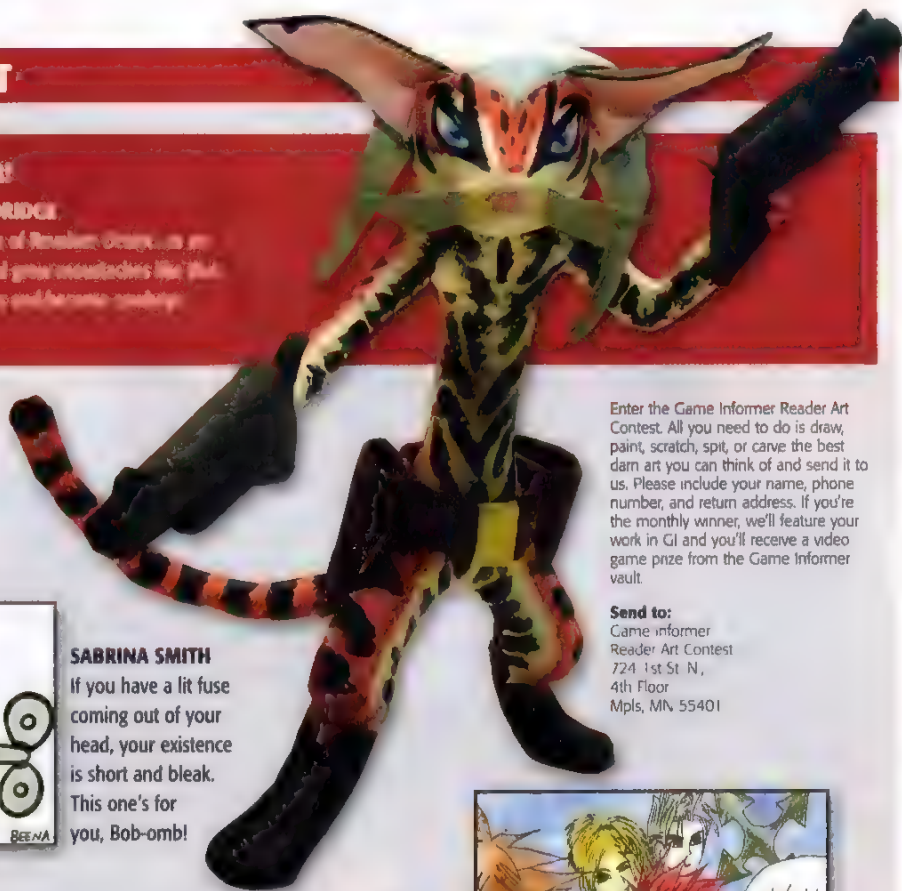 T
RIDGE
SABRINA SMITH
If you have a lit fuse
coming out of your
head, your existence
is short and bleak.
This one's for
you, Bob-omb!
BEENA
Enter the Game Informer Reader Art
Contest. All you need to do is draw,
paint, scratch, spit, or carve the best
darn art you can think of and send it to
us. Please include your name, phone
number, and return address. If you're
the monthly winner, we'll feature your
work in GI and you'll receive a video
game prize from the Game Informer
vault.
Send to:
Game Informer
Reader Art Contest
724 1st St. N.,
4th Floor
Mpls, MN 55401